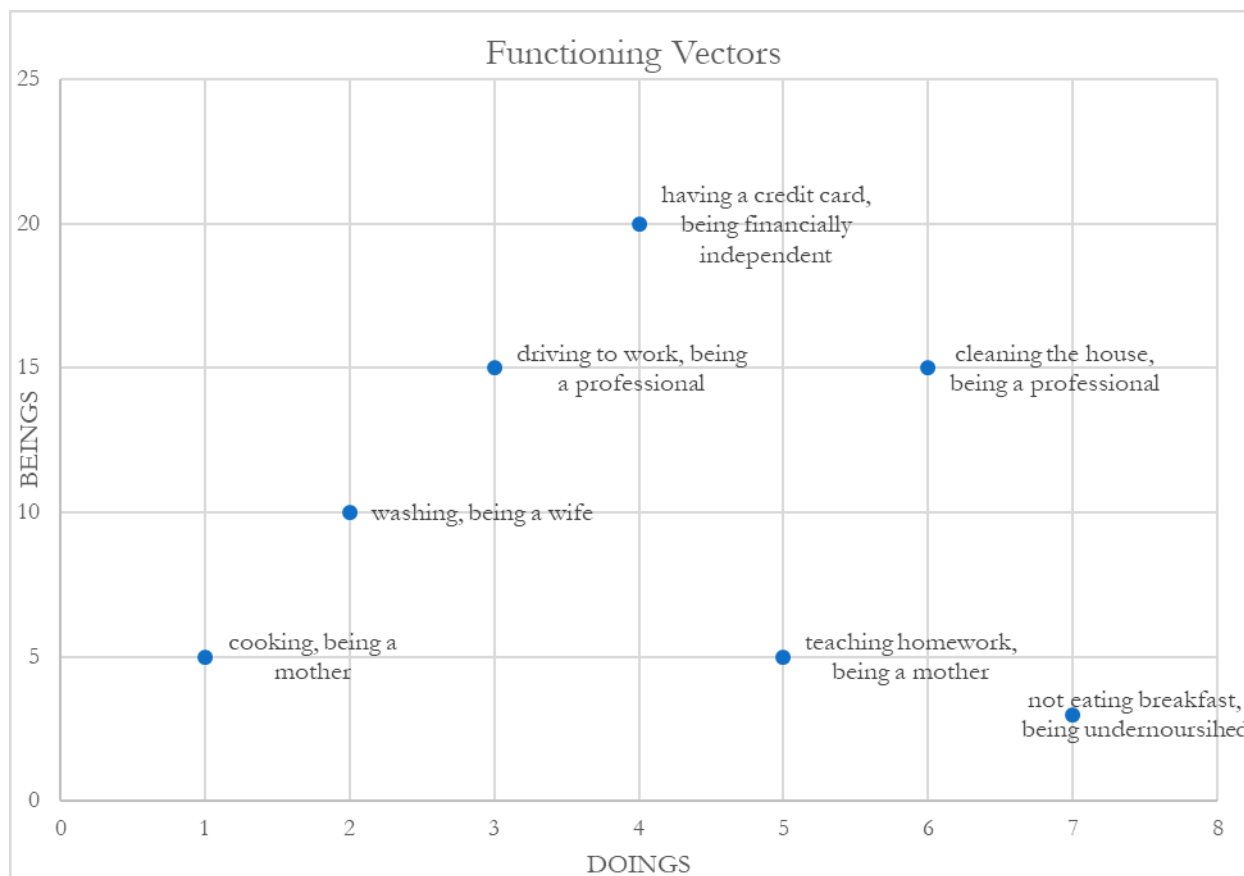 Functioning Vectors
25
20
15
10
5
0
BEINGS
having a credit card,
being financially
independent
driving to work, being
a professional
cleaning the house,
being a professional
washing, being a wife
cooking, being a
mother
teaching homework,
being a mother
not eating breakfast,
being undernoursihed
0 1 2 3 4 5 6 7 8
DOINGS